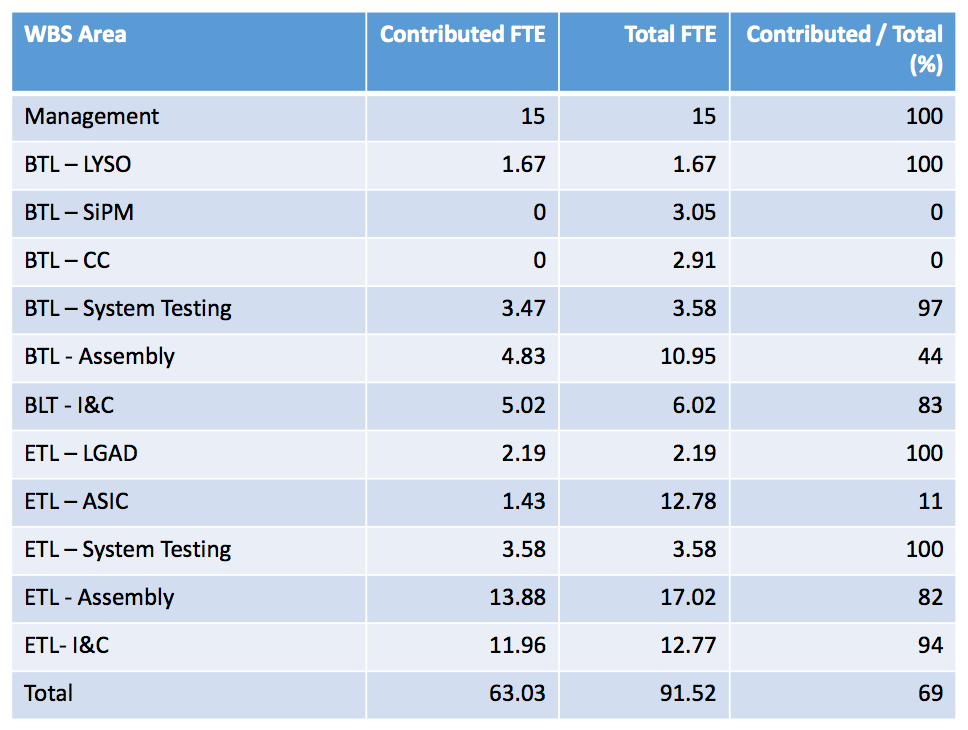 WBS Area Contributed FTE Total FTE Contributed / Total
(%)
Management 15 15 100
BTL – LYSO 1.67 1.67 100
BTL – SiPM 0 3.05 0
BTL – CC 0 2.91 0
BTL – System Testing 3.47 3.58 97
BTL - Assembly 4.83 10.95 44
BLT - I&C 5.02 6.02 83
ETL – LGAD 2.19 2.19 100
ETL – ASIC 1.43 12.78 11
ETL – System Testing 3.58 3.58 100
ETL - Assembly 13.88 17.02 82
ETL- I&C 11.96 12.77 94
Total 63.03 91.52 69